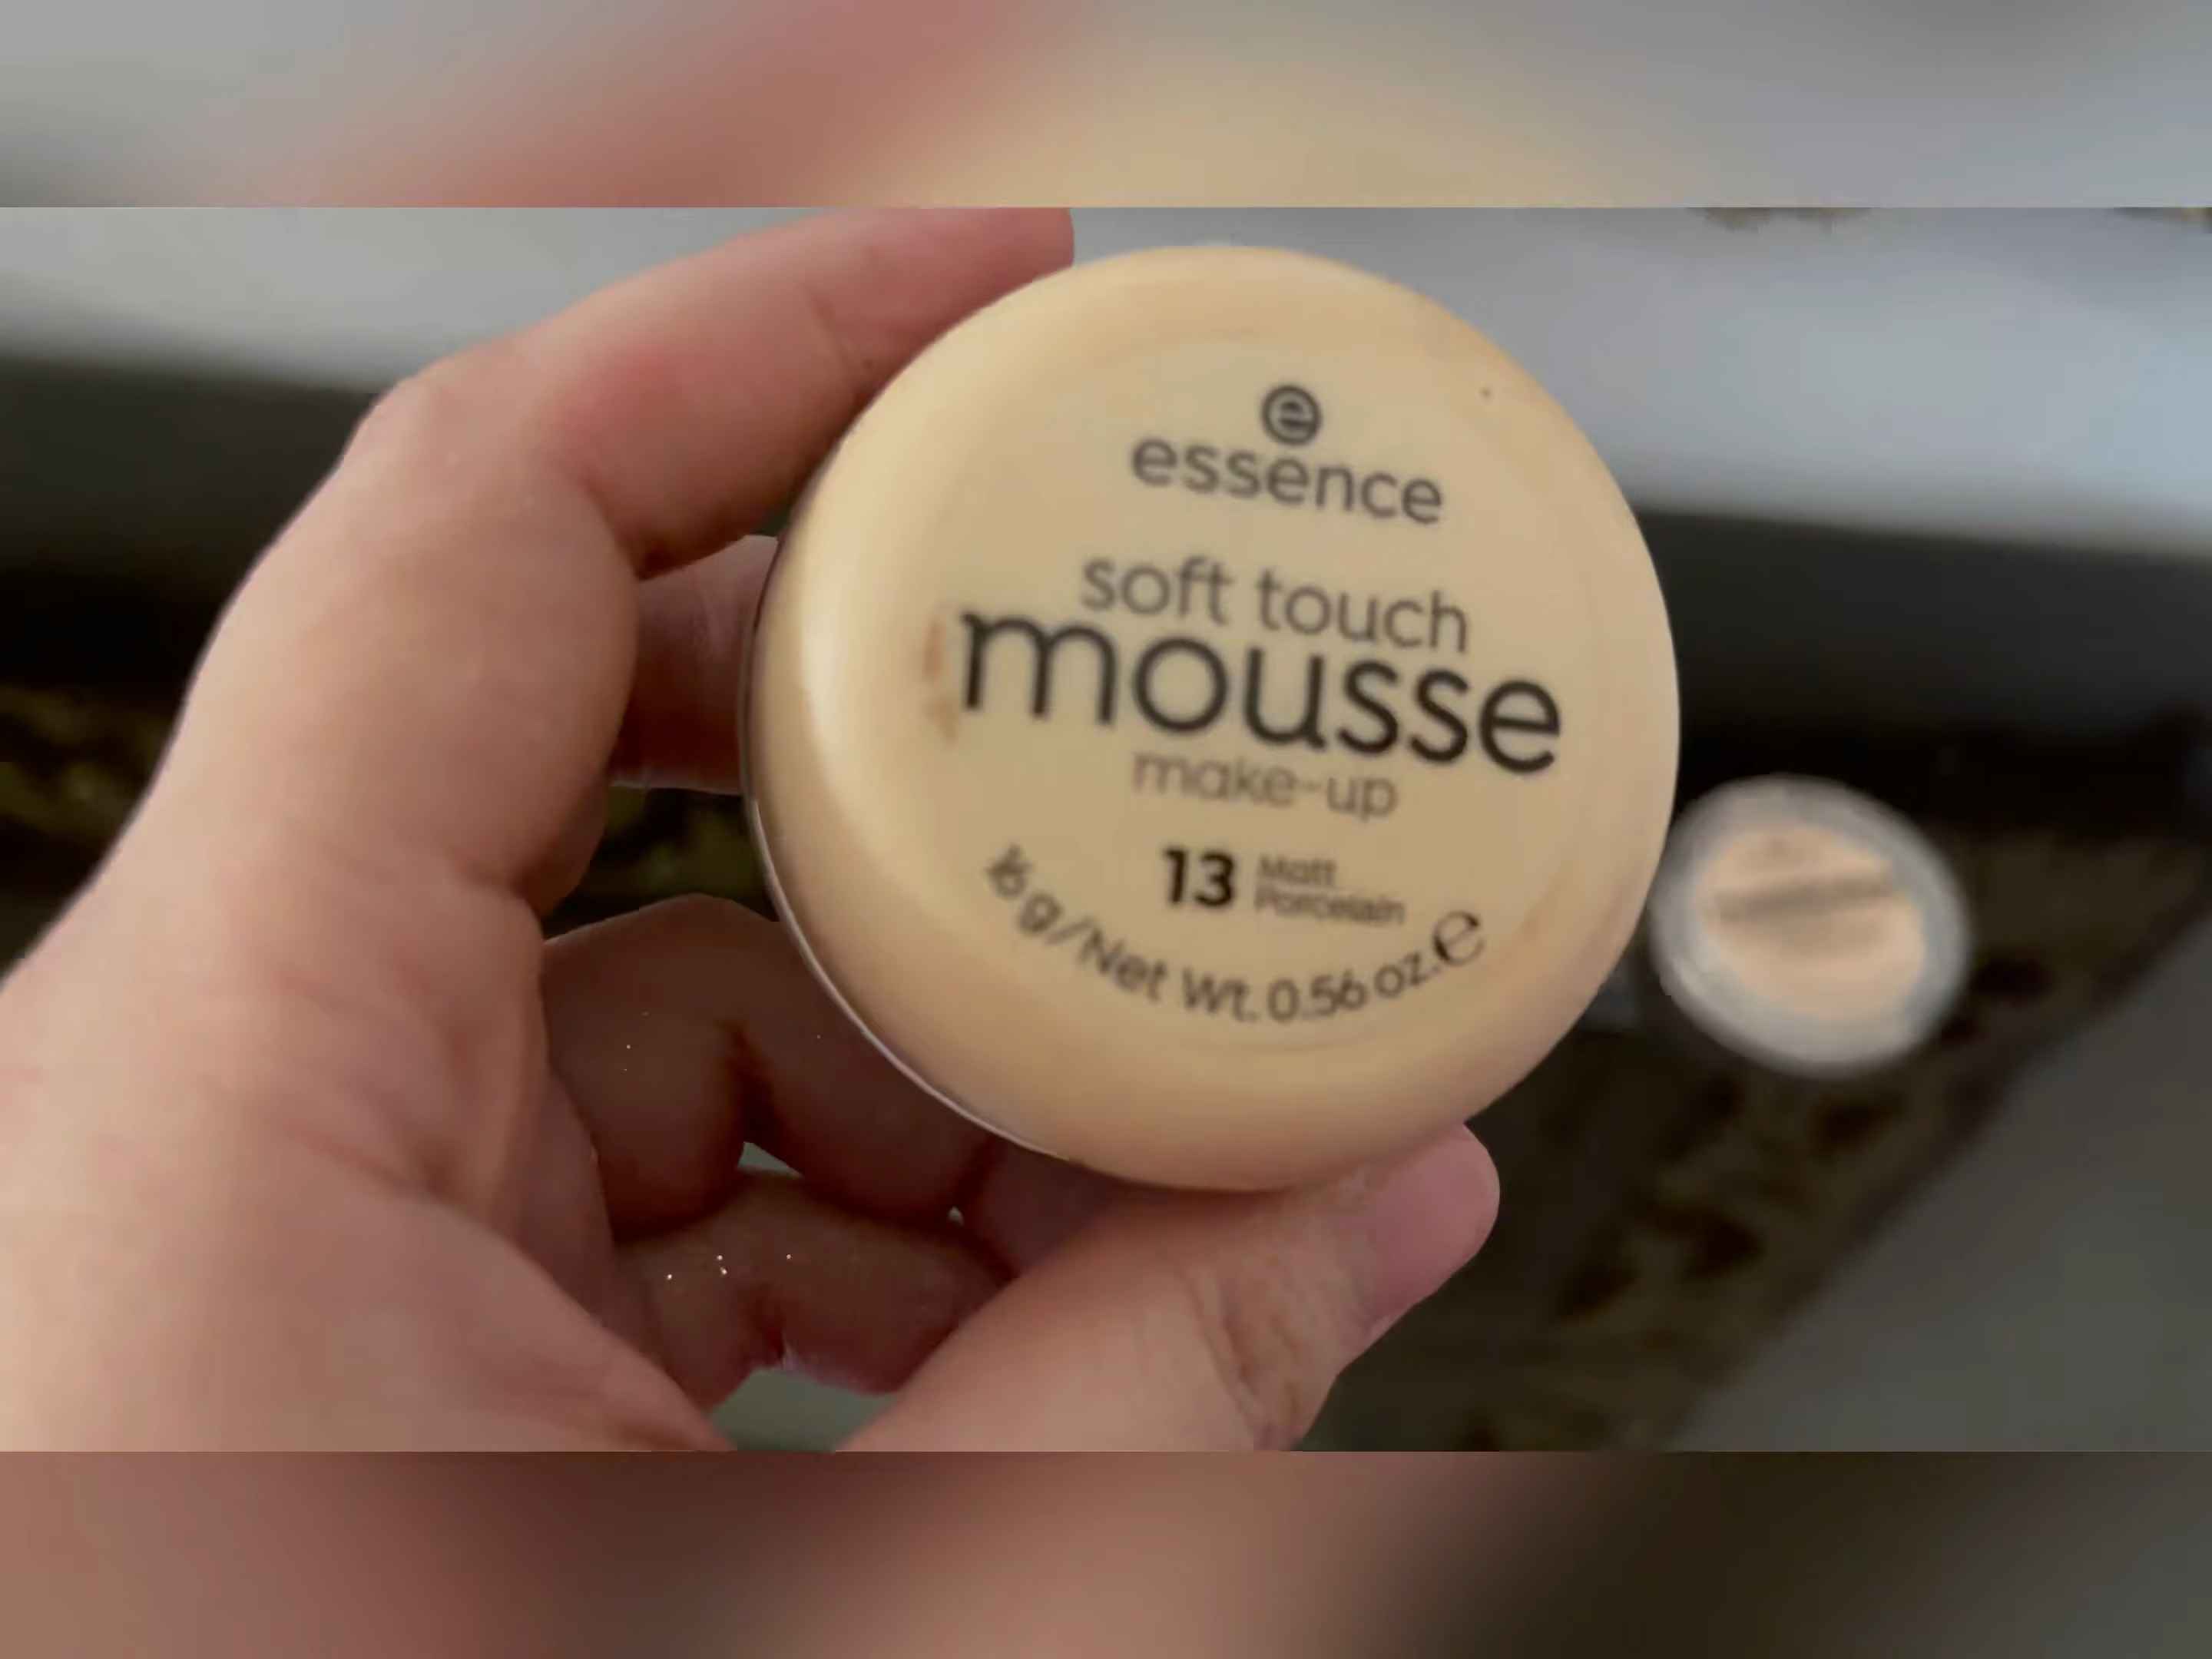 e
essence
soft touch
mousse
make-up
13 Matt
Porcelain
16 g/Net Wt. 0.56 oz. ℮